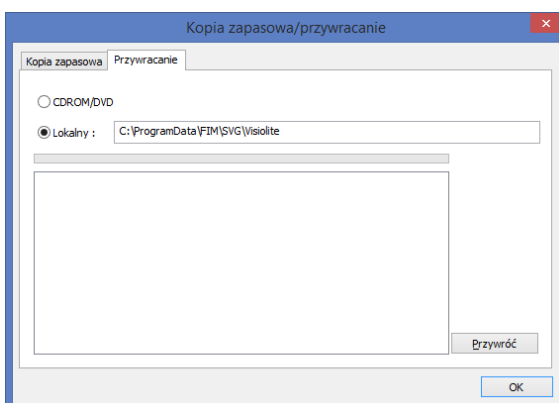 Kopia zapasowa/przywracanie
Kopia zapasowa Przywracanie
CDROM/DVD
Lokalny : C:\ProgramData\FIM\SVG\Visiolite
Przywróć
OK